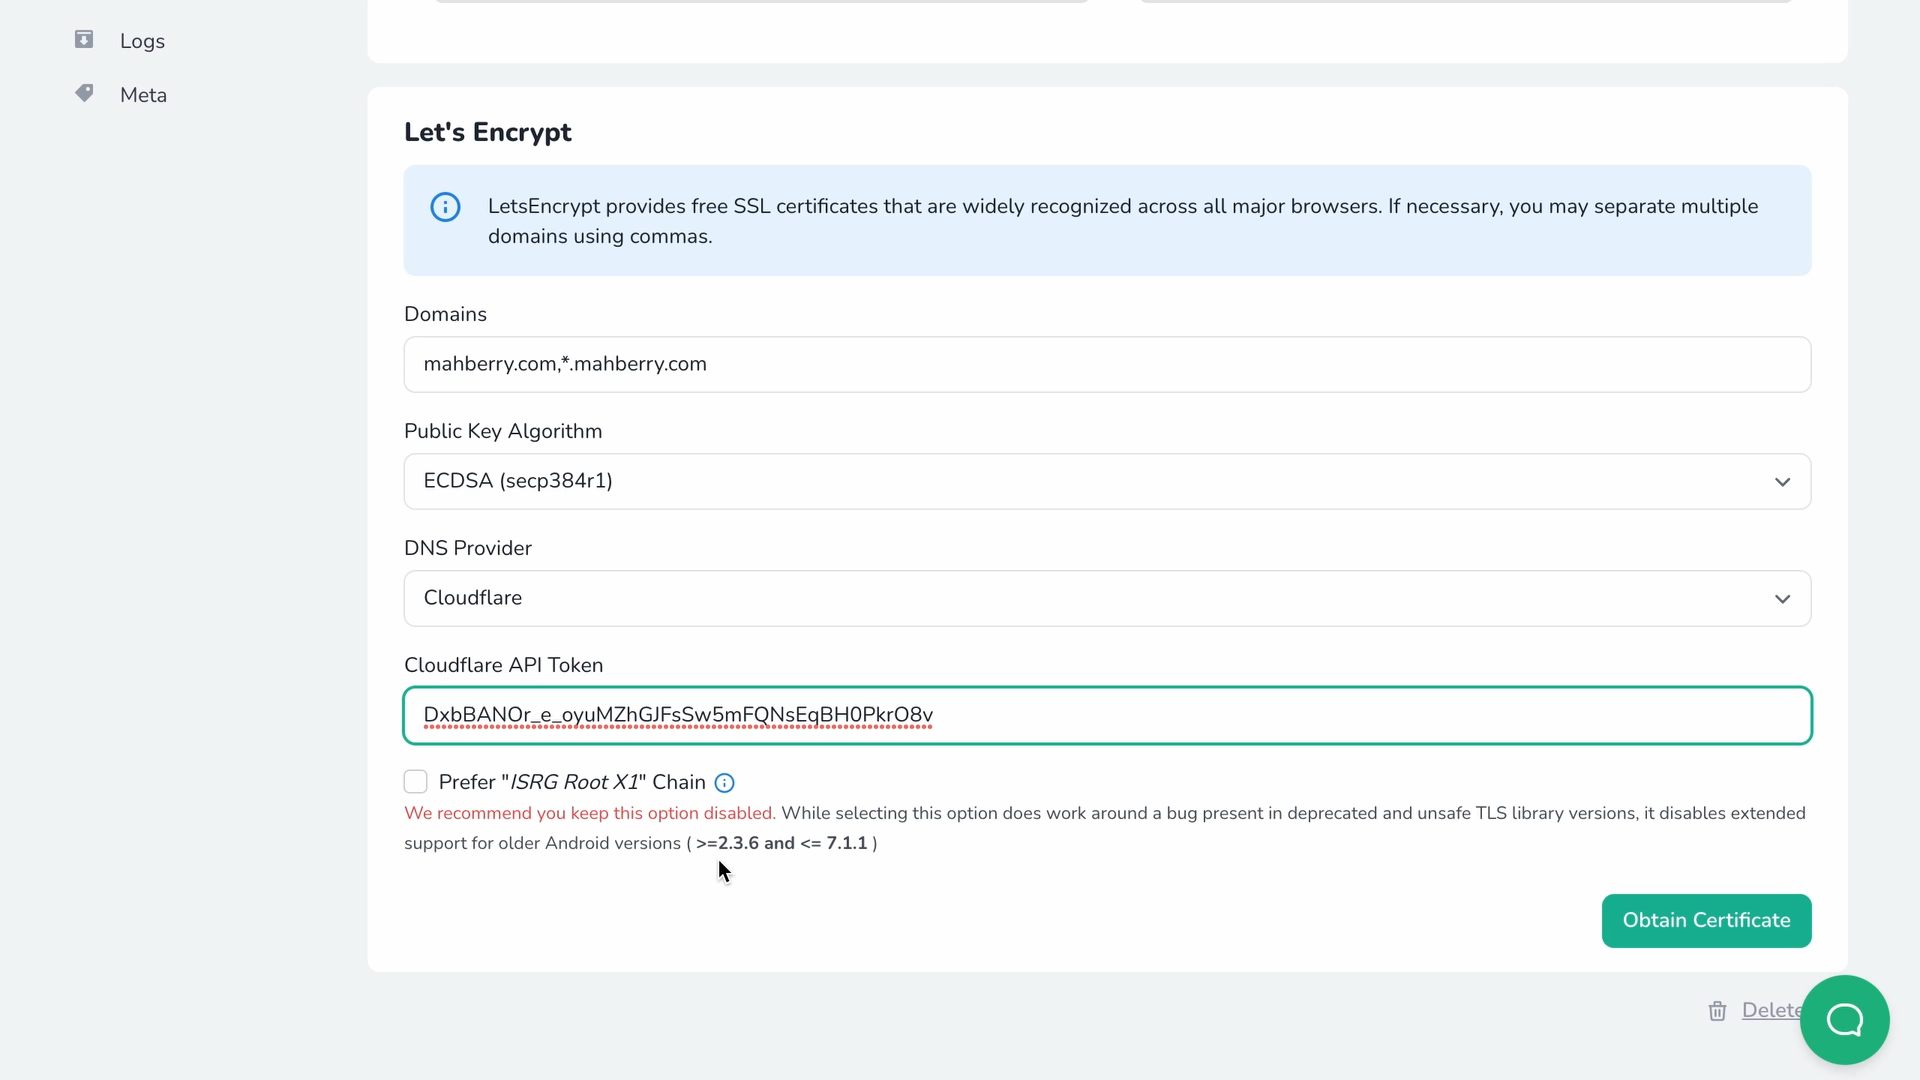 Logs
Meta
Let's Encrypt
LetsEncrypt provides free SSL certificates that are widely recognized across all major browsers. If necessary, you may separate multiple
domains using commas.
Domains
mahberry.com,*.mahberry.com
Public Key Algorithm
ECDSA (secp384r1)
DNS Provider
Cloudflare
Cloudflare API Token
DxbBANOr_e_oyuMZhGJFsSw5mFQNsEqBH0PkrO8v
Prefer "ISRG Root X1" Chain
We recommend you keep this option disabled. While selecting this option does work around a bug present in deprecated and unsafe TLS library versions, it disables extended
support for older Android versions ( >=2.3.6 and <= 7.1.1 )
Obtain Certificate
Delete